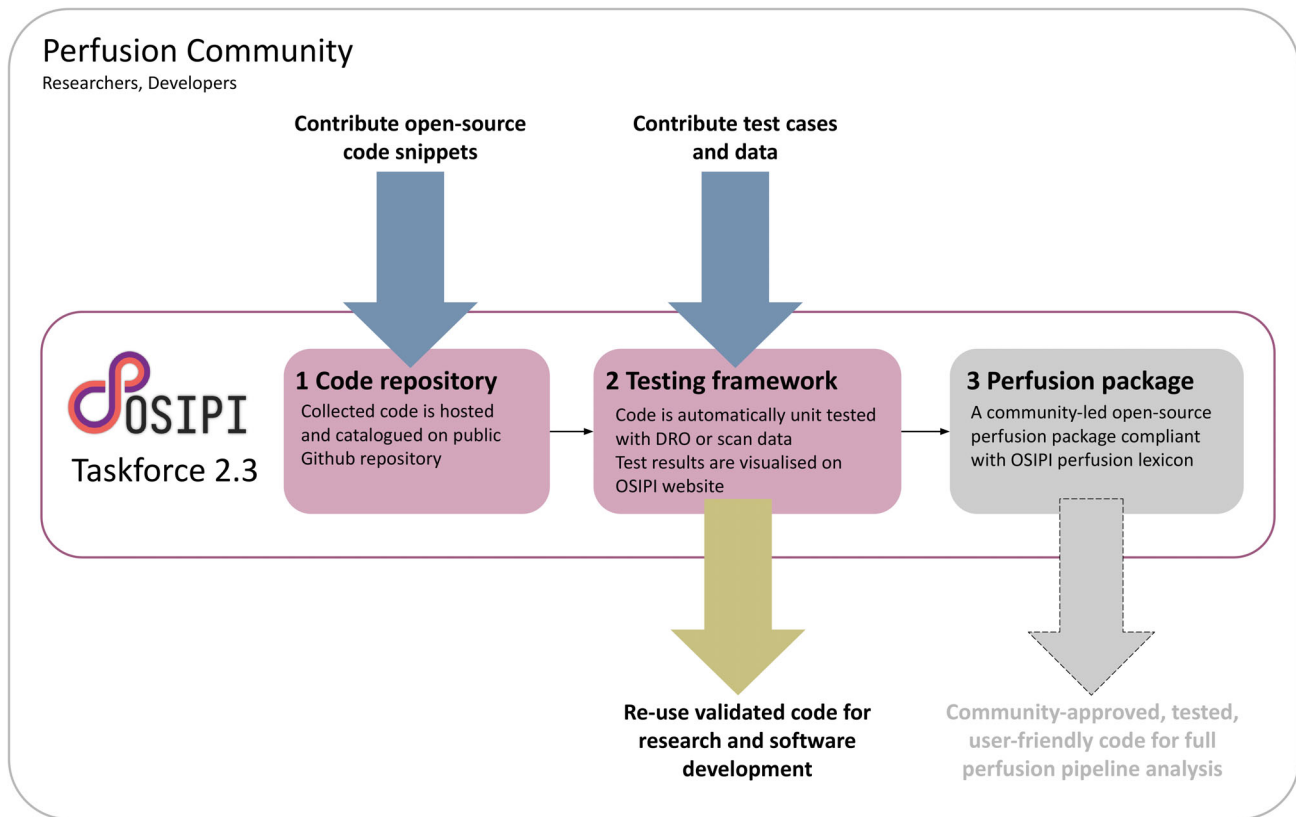 Perfusion Community
Researchers, Developers
Contribute open-source
code snippets
Contribute test cases
and data
OSIPI
Taskforce 2.3
1 Code repository
Collected code is hosted
and catalogued on public
Github repository
2 Testing framework
Code is automatically unit tested
with DRO or scan data
Test results are visualised on
OSIPI website
3 Perfusion package
A community-led open-source
perfusion package compliant
with OSIPI perfusion lexicon
Re-use validated code for
research and software
development
Community-approved, tested,
user-friendly code for full
perfusion pipeline analysis